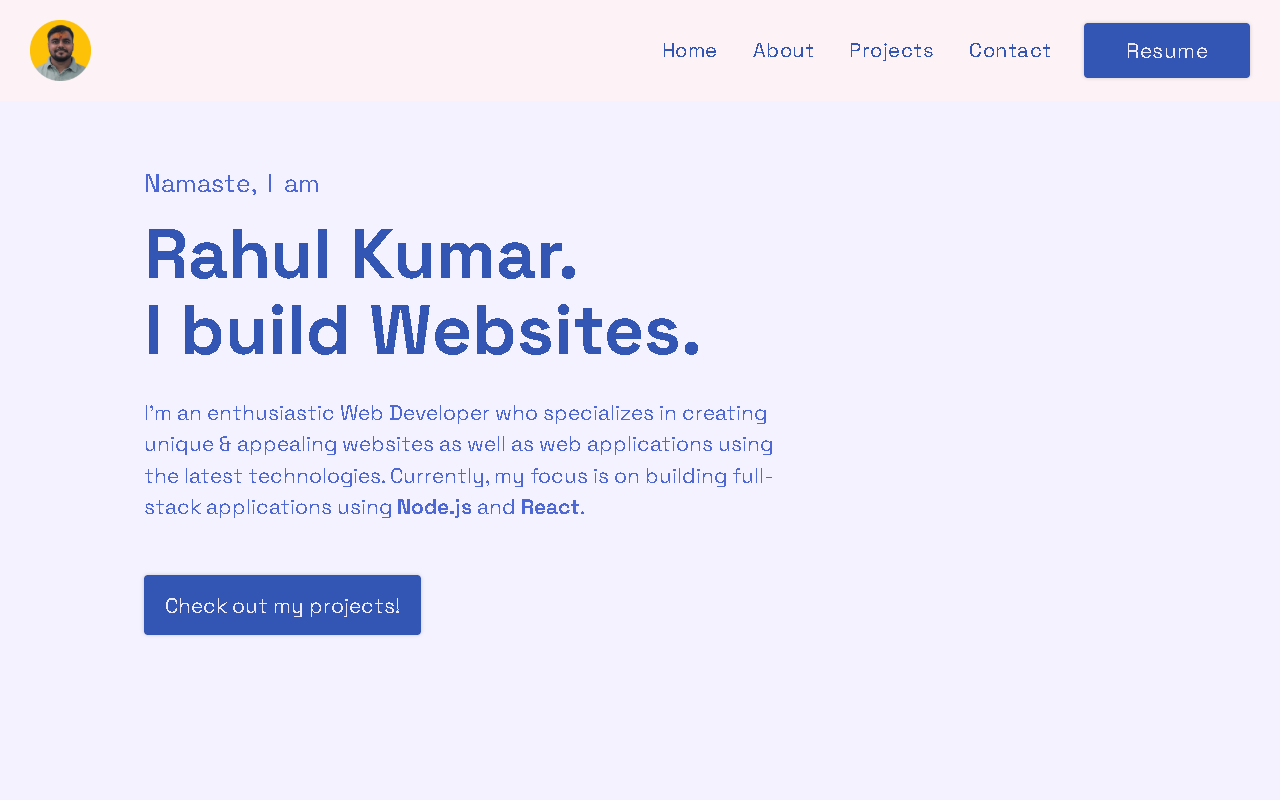 Home
About
Projects
Contact
Resume
Namaste, I am
Rahul Kumar.
I build Websites.
I'm an enthusiastic Web Developer who specializes in creating
unique & appealing websites as well as web applications using
the latest technologies. Currently, my focus is on building full-
stack applications using Node.js and React.
Check out my projects!